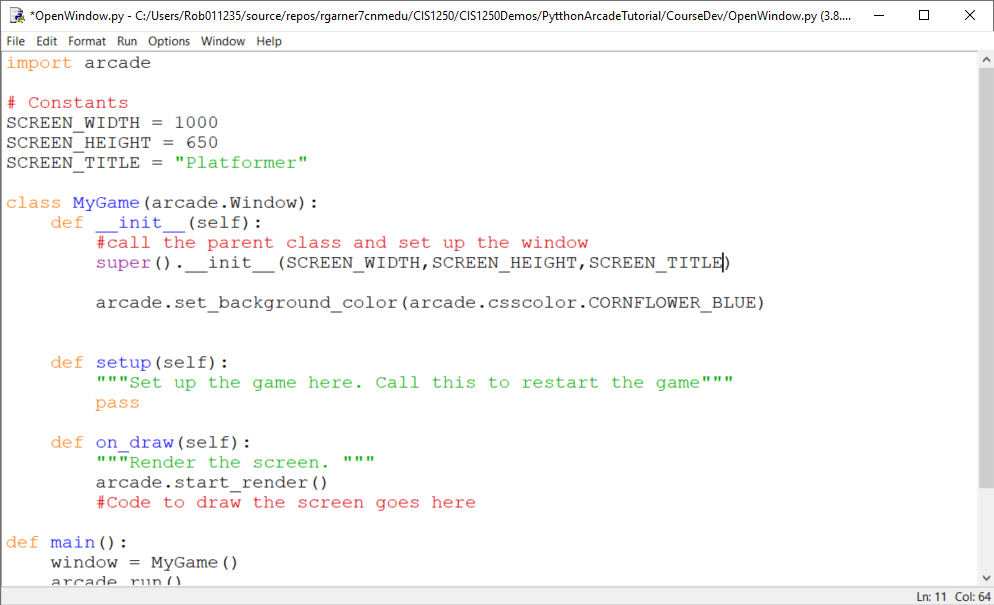 *OpenWindow.py - C:/Users/Rob011235/source/repos/rgarner7cnmedu/CIS1250/CIS1250Demos/PytthonArcadeTutorial/CourseDev/OpenWindow.py (3.8....
File Edit Format Run Options Window Help
import arcade

# Constants
SCREEN_WIDTH = 1000
SCREEN_HEIGHT = 650
SCREEN_TITLE = "Platformer"

class MyGame(arcade.Window):
    def __init__(self):
        #call the parent class and set up the window
        super().__init__(SCREEN_WIDTH,SCREEN_HEIGHT,SCREEN_TITLE)

        arcade.set_background_color(arcade.csscolor.CORNFLOWER_BLUE)


    def setup(self):
        """Set up the game here. Call this to restart the game"""
        pass

    def on_draw(self):
        """Render the screen. """
        arcade.start_render()
        #Code to draw the screen goes here

def main():
    window = MyGame()
    arcade.run()
Ln: 11 Col: 64